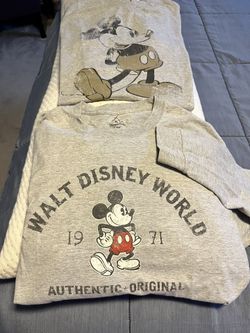 WALT DISNEY WORLD
19 71
AUTHENTIC • ORIGINAL